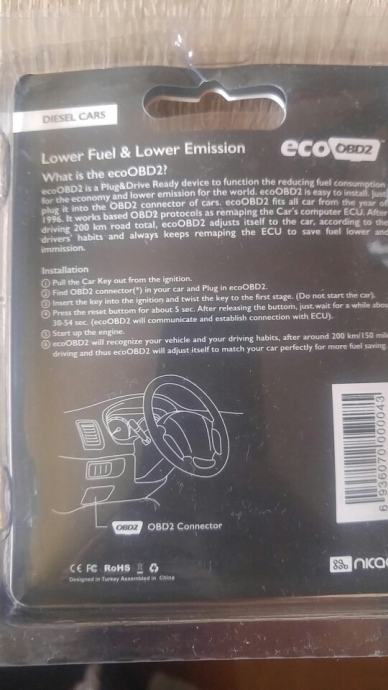 DIESEL CARS
Lower Fuel & Lower Emission
eco OBD2
What is the ecoOBD2?
ecoOBD2 is a Plug&Drive Ready device to function the reducing fuel consumption
for the economy and lower emission for the world. ecoOBD2 is easy to install. Just
plug it into the OBD2 connector of cars. ecoOBD2 fits all car from the year of
1996. It works based OBD2 protocols as remaping the Car's computer ECU. After
driving 200 km road total, ecoOBD2 adjusts itself to the car, according to the
drivers' habits and always keeps remaping the ECU to save fuel lower and
immission.
Installation
① Pull the Car Key out from the ignition.
② Find OBD2 connector(*) in your car and Plug in ecoOBD2.
③ Insert the key into the ignition and twist the key to the first stage. (Do not start the car).
④ Press the reset button for about 5 sec. After releasing the button, just wait for a while abou
30-54 sec. (ecoOBD2 will communicate and establish connection with ECU).
⑤ Start up the engine.
⑥ ecoOBD2 will recognize your vehicle and your driving habits, after around 200 km/150 mil
driving and thus ecoOBD2 will adjust itself to match your car perfectly for more fuel saving.
OBD2 OBD2 Connector
CE FC RoHS
Designed in Turkey Assembled in China